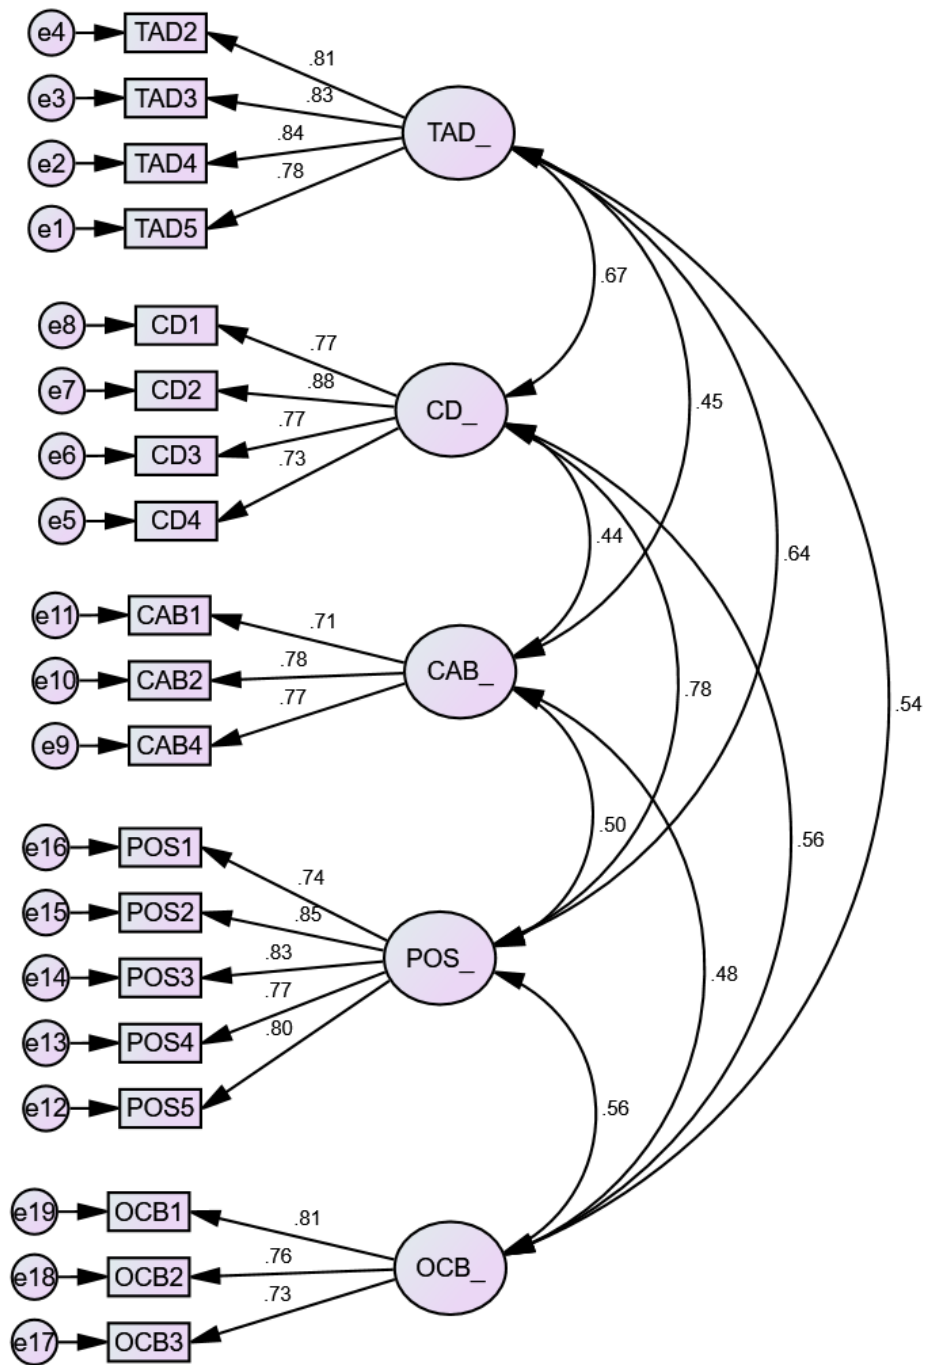 e4 TAD2 .81
e3 TAD3 .83
TAD_
e2 TAD4 .84
e1 TAD5 .78
.67
e8 CD1 .77
e7 CD2 .88
CD_
.45
e6 CD3 .77
e5 CD4 .73
.44
.64
e11 CAB1 .71
e10 CAB2 .78
CAB_
.78
e9 CAB4 .77
.54
.50
.56
e16 POS1 .74
e15 POS2 .85
POS_
e14 POS3 .83
.48
e13 POS4 .77
e12 POS5 .80
.56
e19 OCB1 .81
e18 OCB2 .76
OCB_
e17 OCB3 .73